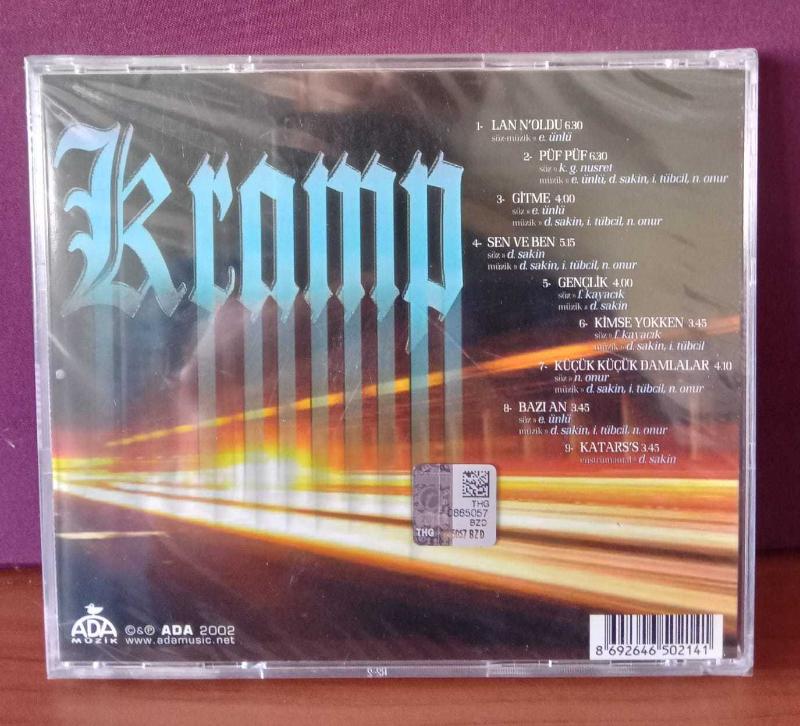 Kramp
1- LAN N'OLDU 6.30
söz-müzik » e. ünlü
2- PÜF PÜF 6.30
söz » k. g. nusret
müzik » e. ünlü, d. sakin, i. tübcil, n. onur
3- GİTME 4.00
söz » e. ünlü
müzik » d. sakin, i. tübcil, n. onur
4- SEN VE BEN 5.15
söz » d. sakin
müzik » d. sakin, i. tübcil, n. onur
5- GENÇLİK 4.00
söz » f. kayacık
müzik » d. sakin
6- KİMSE YOKKEN 3.45
söz » f. kayacık
müzik » d. sakin, i. tübcil
7- KÜÇÜK KÜÇÜK DAMLALAR 4.10
söz » n. onur
müzik » d. sakin, i. tübcil, n. onur
8- BAZI AN 3.45
söz » e. ünlü
müzik » d. sakin, i. tübcil, n. onur
9- KATARS'S 3.45
enstrümantal » d. sakin
THG
0885057
BZD
THG 5057 BZD
ADA
MÜZİK
©&℗ ADA 2002
www.adamusic.net
8 692646 502141